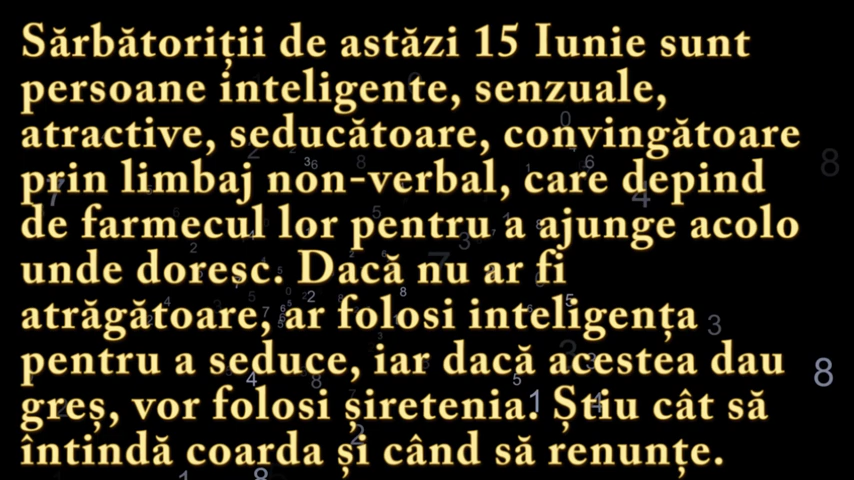 Sărbătoriții de astăzi 15 Iunie sunt
persoane inteligente, senzuale,
atractive, seducătoare, convingătoare
prin limbaj non-verbal, care depind
de farmecul lor pentru a ajunge acolo
unde doresc. Dacă nu ar fi
atrăgătoare, ar folosi inteligența
pentru a seduce, iar dacă acestea dau
greș, vor folosi șiretenia. Știu cât să
întindă coarda și când să renunțe.